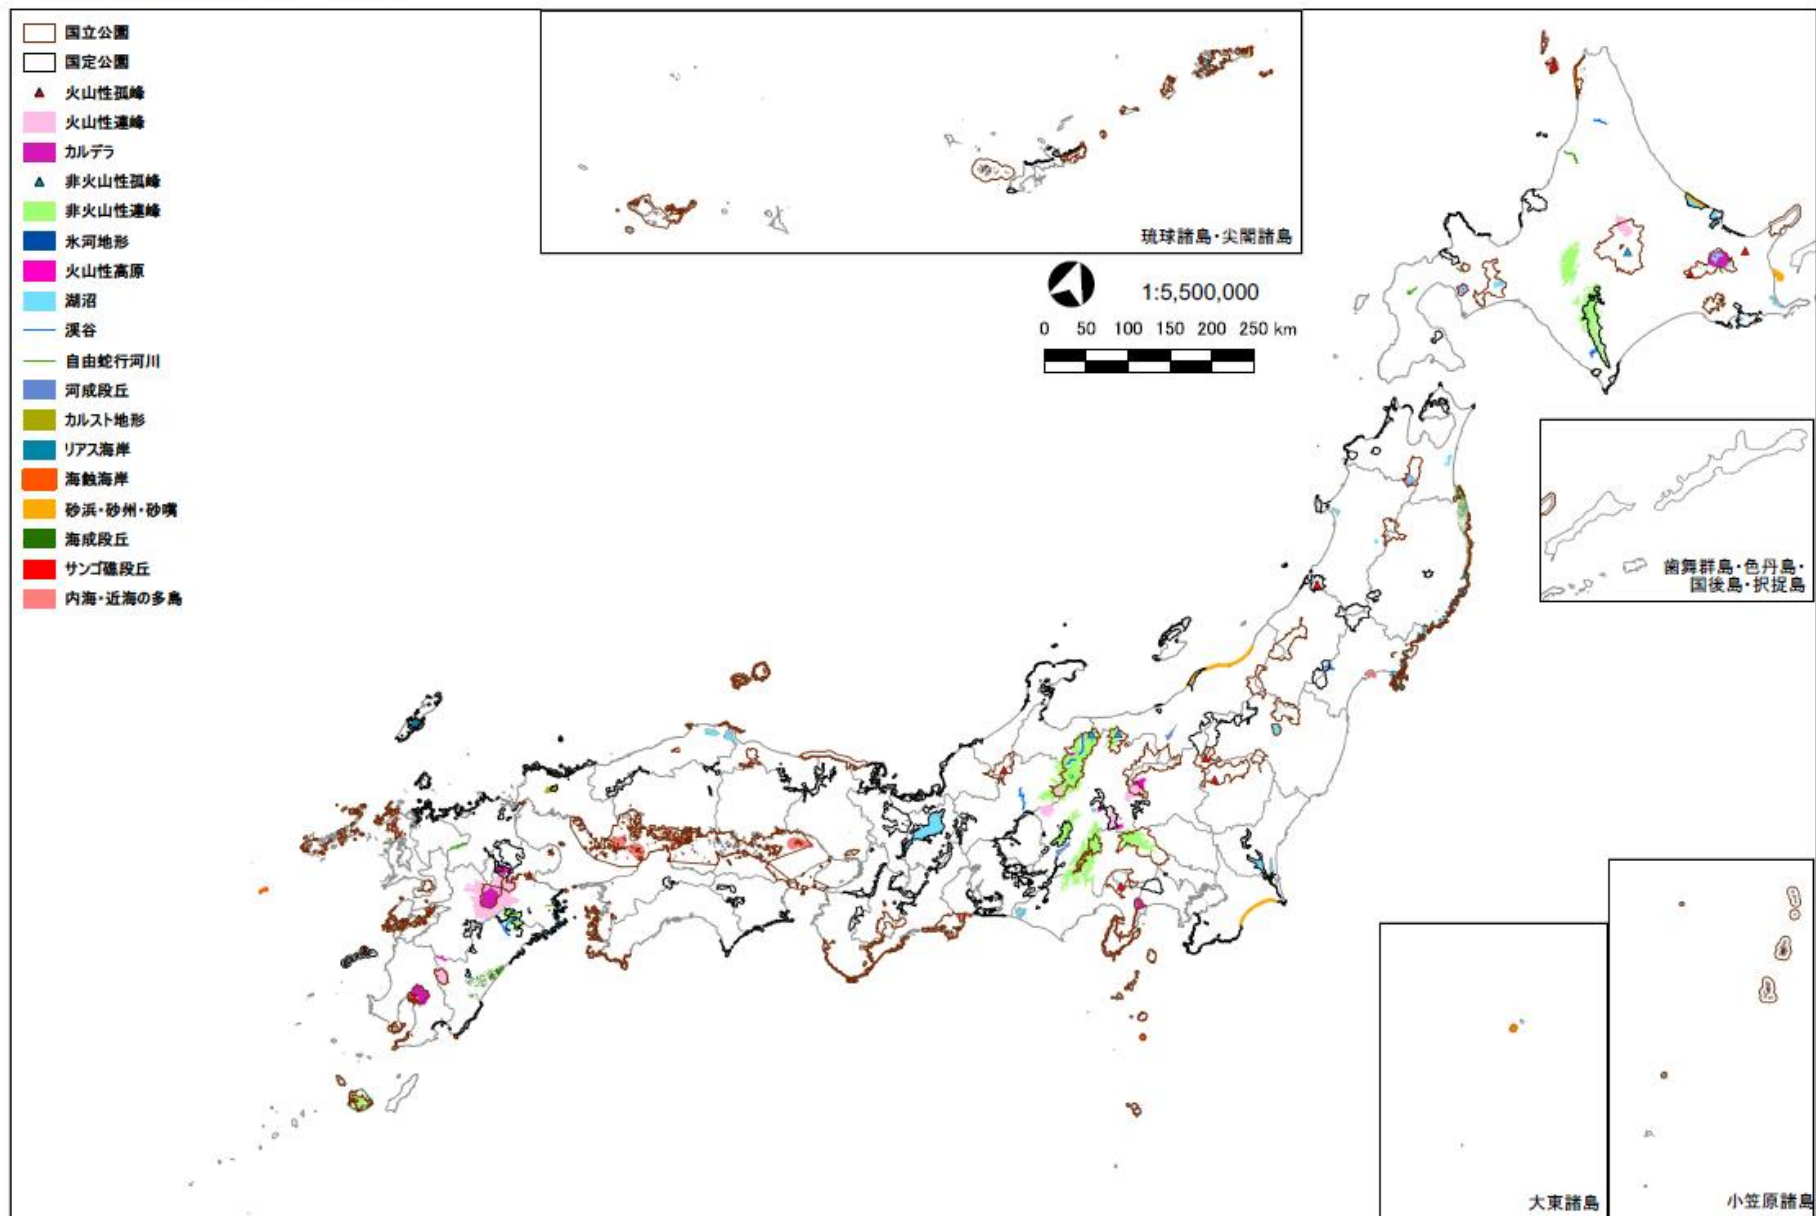 国立公園
国定公園
火山性孤峰
火山性連峰
カルデラ
非火山性孤峰
非火山性連峰
氷河地形
火山性高原
湖沼
渓谷
自由蛇行河川
河成段丘
カルスト地形
リアス海岸
海蝕海岸
砂浜・砂州・砂嘴
海成段丘
サンゴ礁段丘
内海・近海の多島
琉球諸島・尖閣諸島
1:5,500,000
0 50 100 150 200 250 km
歯舞群島・色丹島・
国後島・択捉島
大東諸島
小笠原諸島